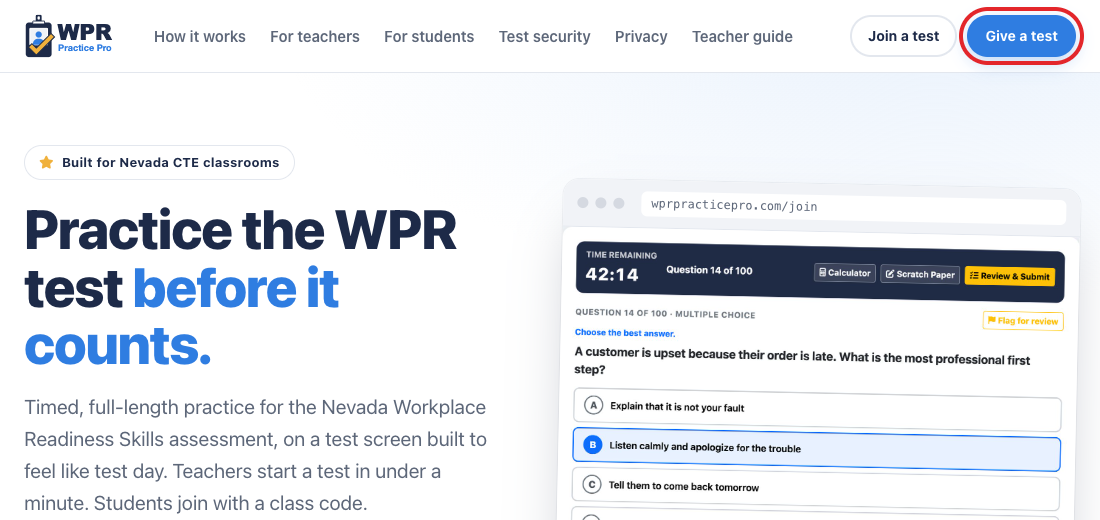 WPR
Practice Pro
How it works
For teachers
For students
Test security
Privacy
Teacher guide
Join a test
Give a test
Built for Nevada CTE classrooms
Practice the WPR
test before it
counts.
Timed, full-length practice for the Nevada Workplace
Readiness Skills assessment, on a test screen built to
feel like test day. Teachers start a test in under a
minute. Students join with a class code.
wprpracticepro.com/join
TIME REMAINING
42:14
Question 14 of 100
Calculator
Scratch Paper
Review & Submit
QUESTION 14 OF 100 · MULTIPLE CHOICE
Flag for review
Choose the best answer.
A customer is upset because their order is late. What is the most professional first
step?
A Explain that it is not your fault
B Listen calmly and apologize for the trouble
C Tell them to come back tomorrow